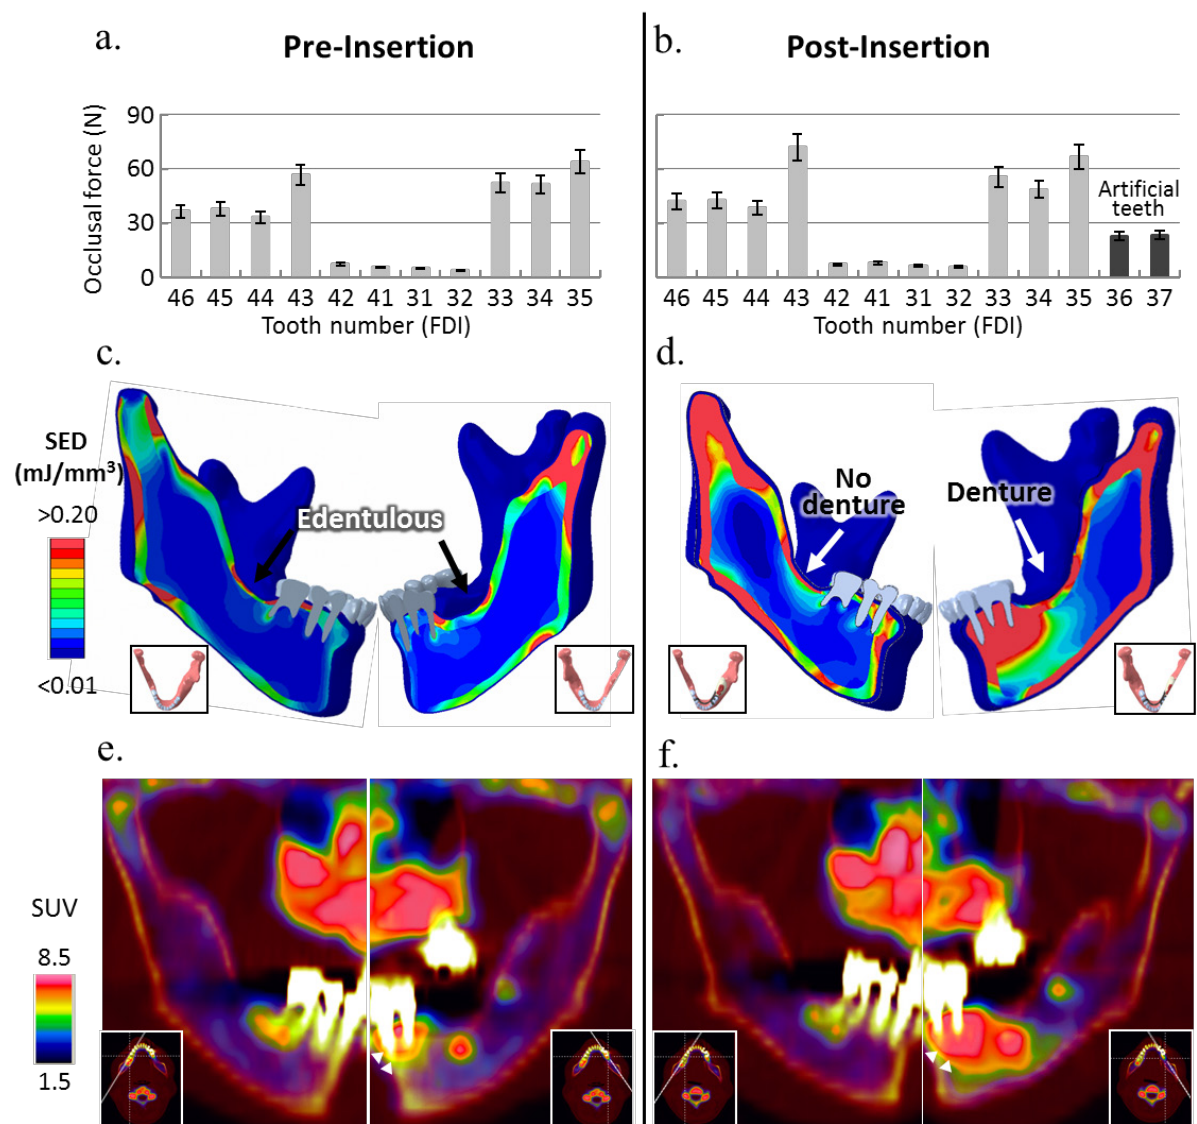 a.
Pre-Insertion
Occlusal force (N)
90
60
30
0
46 45 44 43 42 41 31 32 33 34 35
Tooth number (FDI)
b.
Post-Insertion
Artificial
teeth
46 45 44 43 42 41 31 32 33 34 35 36 37
Tooth number (FDI)
c.
SED
(mJ/mm³)
>0.20
<0.01
Edentulous
d.
No
denture
Denture
e.
SUV
8.5
1.5
f.